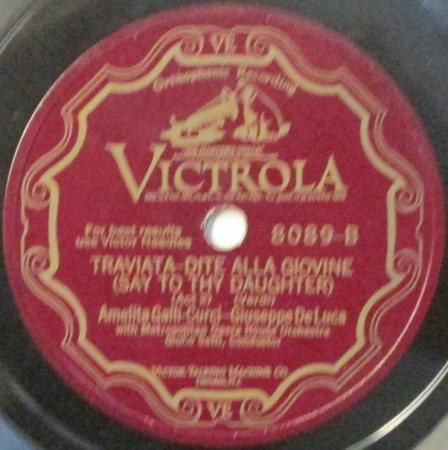 VE
Orthophonic Recording
VICTROLA
For best results
use Victor Needles
8089-B
TRAVIATA-DITE ALLA GIOVINE
(SAY TO THY DAUGHTER)
(Act 2) (Verdi)
Amelita Galli-Curci-Giuseppe De Luca
with Metropolitan Opera House Orchestra
Giulio Setti, Conductor
VICTOR TALKING MACHINE CO.
VE